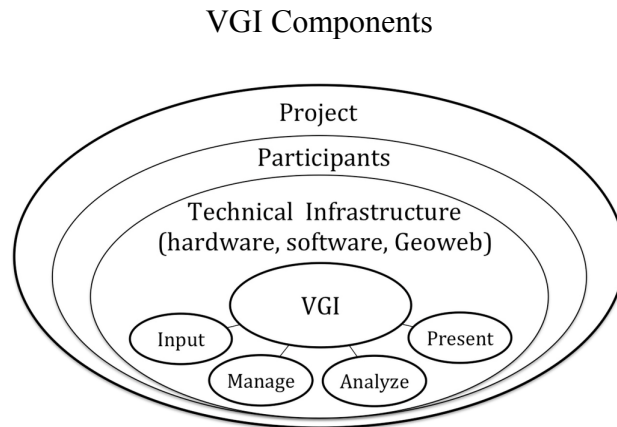 VGI Components
Project
Participants
Technical Infrastructure
(hardware, software, Geoweb)
VGI
Input
Present
Manage
Analyze